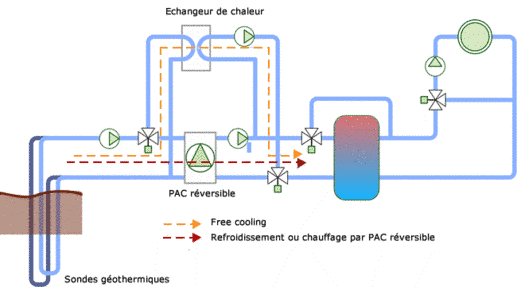 Echangeur de chaleur
PAC réversible
Free cooling
Refroidissement ou chauffage par PAC réversible
Sondes géothermiques